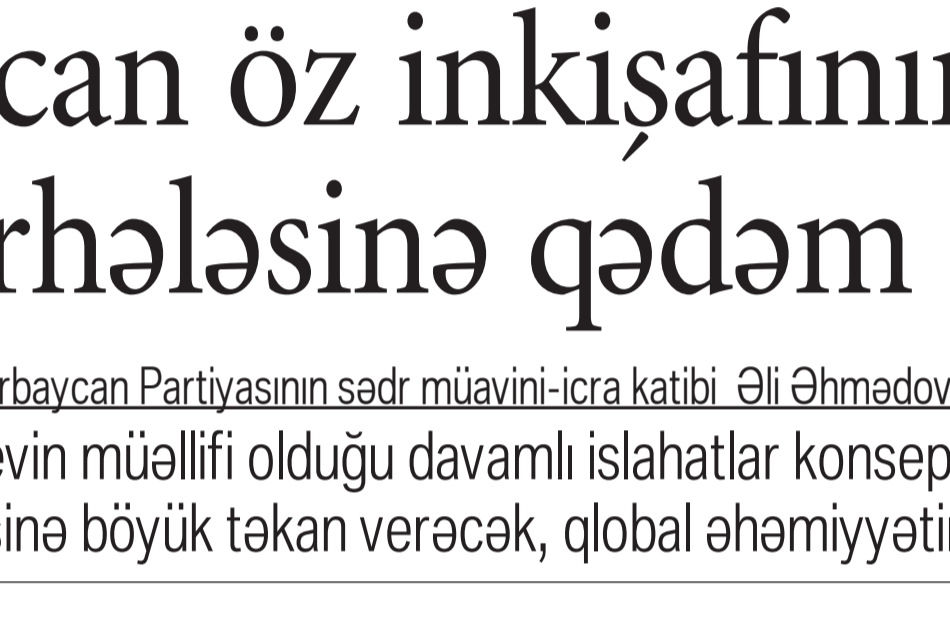 can öz inkişafının
rhələsinə qədəm
rbaycan Partiyasının sədr müavini-icra katibi Əli Əhmədov
evin müəllifi olduğu davamlı islahatlar konsep
sinə böyük təkan verəcək, qlobal əhəmiyyəti